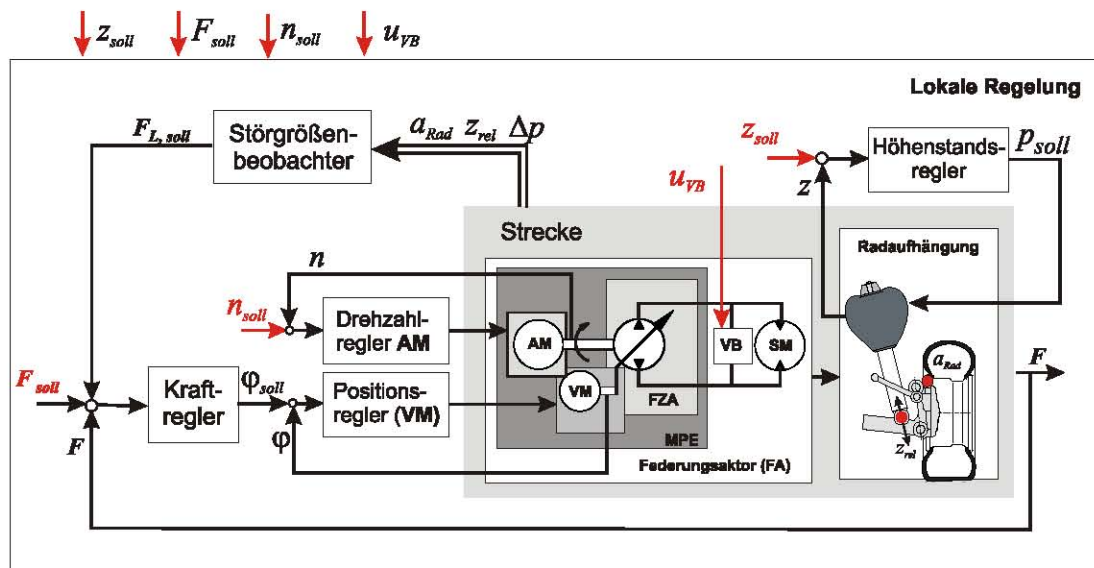 z_soll F_soll n_soll u_VB
Lokale Regelung
F_L, soll
Störgrößen-
beobachter
a_Rad z_rel Δp
z_soll
z
Höhenstands-
regler
p_soll
u_VB
Strecke
Radaufhängung
n
n_soll
Drehzahl-
regler AM
AM
VB
SM
F_soll
F
Kraft-
regler
φ_soll
φ
Positions-
regler (VM)
VM
FZA
MPE
Federungsaktor (FA)
a_Rad
z_rel
F